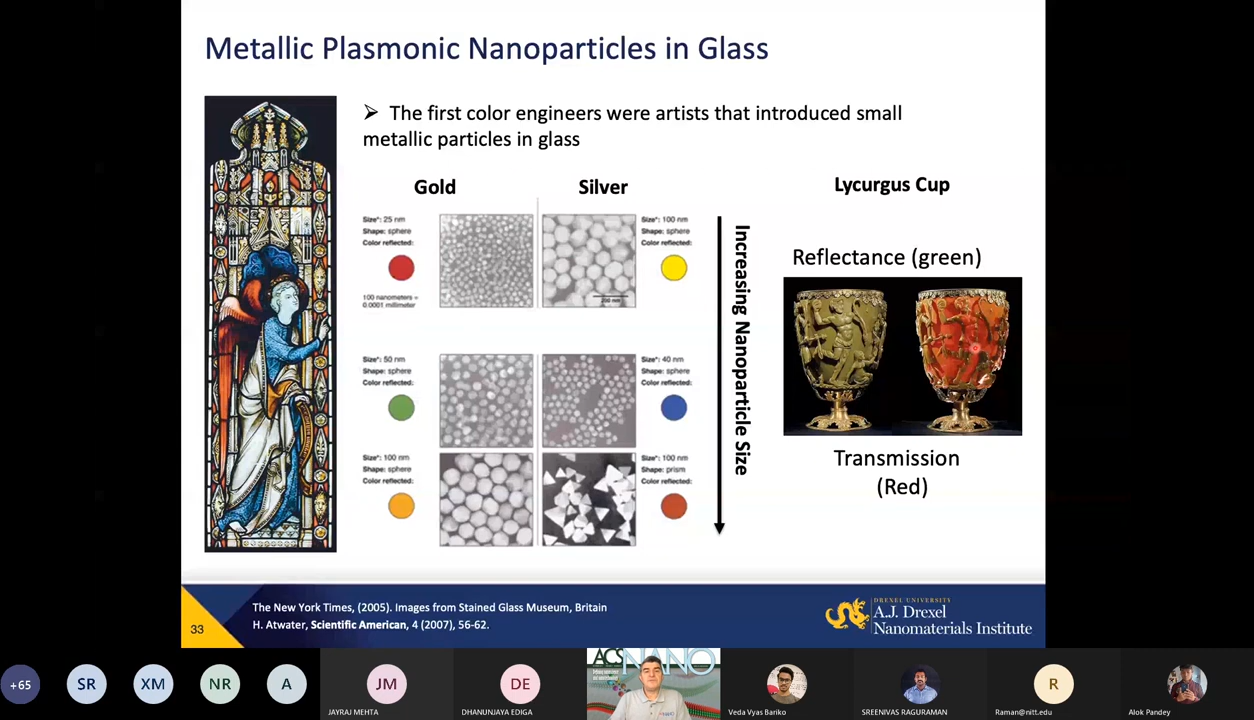 Metallic Plasmonic Nanoparticles in Glass
➢ The first color engineers were artists that introduced small
metallic particles in glass
Gold
Silver
Lycurgus Cup
Size*: 25 nm
Shape: sphere
Color reflected:
100 nanometers =
0.0001 millimeter
200 nm
Size*: 100 nm
Shape: sphere
Color reflected:
Size*: 50 nm
Shape: sphere
Color reflected:
Size*: 40 nm
Shape: sphere
Color reflected:
Size*: 100 nm
Shape: sphere
Color reflected:
Size*: 100 nm
Shape: prism
Color reflected:
Increasing Nanoparticle Size
Reflectance (green)
Transmission
(Red)
33
The New York Times, (2005). Images from Stained Glass Museum, Britain
H. Atwater, Scientific American, 4 (2007), 56-62.
DREXEL UNIVERSITY
A.J. Drexel
Nanomaterials Institute
+65
SR
XM
NR
A
JM
JAYRAJ MEHTA
DE
DHANUNJAYA EDIGA
ACS NANO
Veda Vyas Bariko
SREENIVAS RAGURAMAN
R
Raman@nitt.edu
Alok Pandey